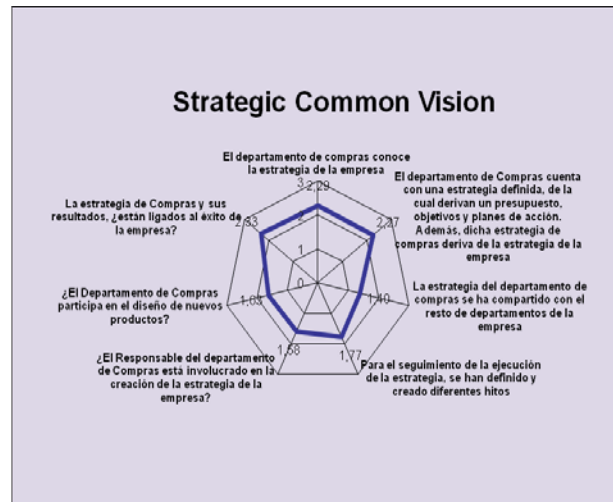 Strategic Common Vision
El departamento de compras conoce
la estrategia de la empresa
El departamento de Compras cuenta
con una estrategia definida, de la
cual derivan un presupuesto,
objetivos y planes de acción.
Además, dicha estrategia de
compras deriva de la estrategia de la
empresa
La estrategia del departamento de
compras se ha compartido con el
resto de departamentos de la
empresa
Para el seguimiento de la ejecución
de la estrategia, se han definido y
creado diferentes hitos
¿El Responsable del departamento
de Compras está involucrado en la
creación de la estrategia de la
empresa?
¿El Departamento de Compras
participa en el diseño de nuevos
productos?
La estrategia de Compras y sus
resultados, ¿están ligados al éxito de
la empresa?
3
2
1
0
2,29
2,27
1,40
1,77
1,58
2,33